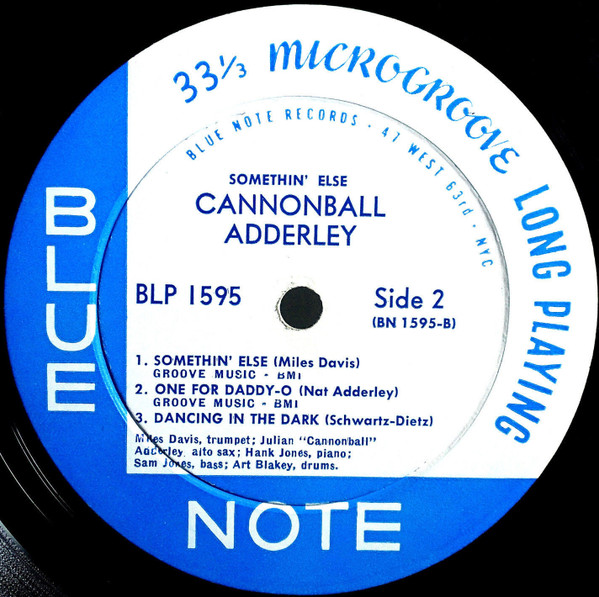 33⅓ MICROGROOVE LONG PLAYING
BLUE NOTE RECORDS · 47 WEST 63rd · NYC
SOMETHIN' ELSE
CANNONBALL
ADDERLEY
BLP 1595
Side 2
(BN 1595-B)
1. SOMETHIN' ELSE (Miles Davis)
GROOVE MUSIC - BMI
2. ONE FOR DADDY-O (Nat Adderley)
GROOVE MUSIC - BMI
3. DANCING IN THE DARK (Schwartz-Dietz)
Miles Davis, trumpet; Julian "Cannonball"
Adderley, alto sax; Hank Jones, piano;
Sam Jones, bass; Art Blakey, drums.
BLUE
NOTE